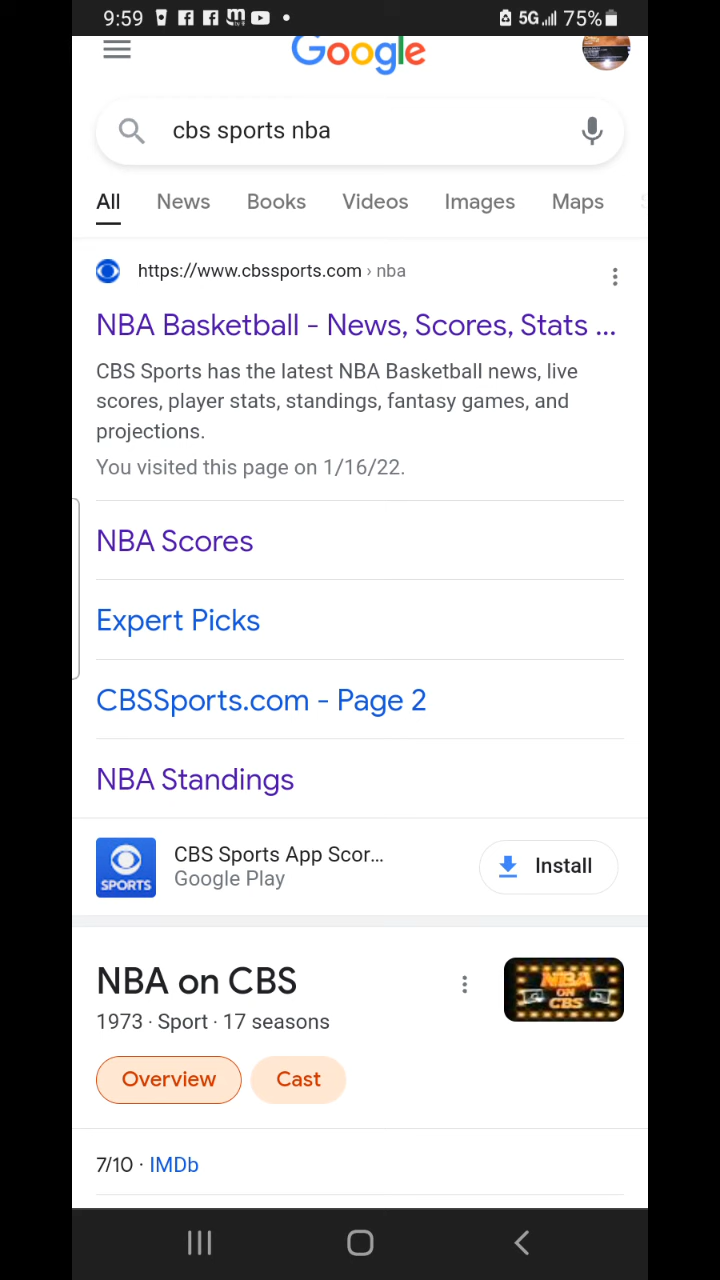 9:59 5G 75%
Google
cbs sports nba
All News Books Videos Images Maps
https://www.cbssports.com › nba
NBA Basketball - News, Scores, Stats ...
CBS Sports has the latest NBA Basketball news, live
scores, player stats, standings, fantasy games, and
projections.
You visited this page on 1/16/22.
NBA Scores
Expert Picks
CBSSports.com - Page 2
NBA Standings
SPORTS
CBS Sports App Scor...
Google Play
Install
NBA on CBS
1973 · Sport · 17 seasons
NBA
ON
CBS
Overview Cast
7/10 · IMDb